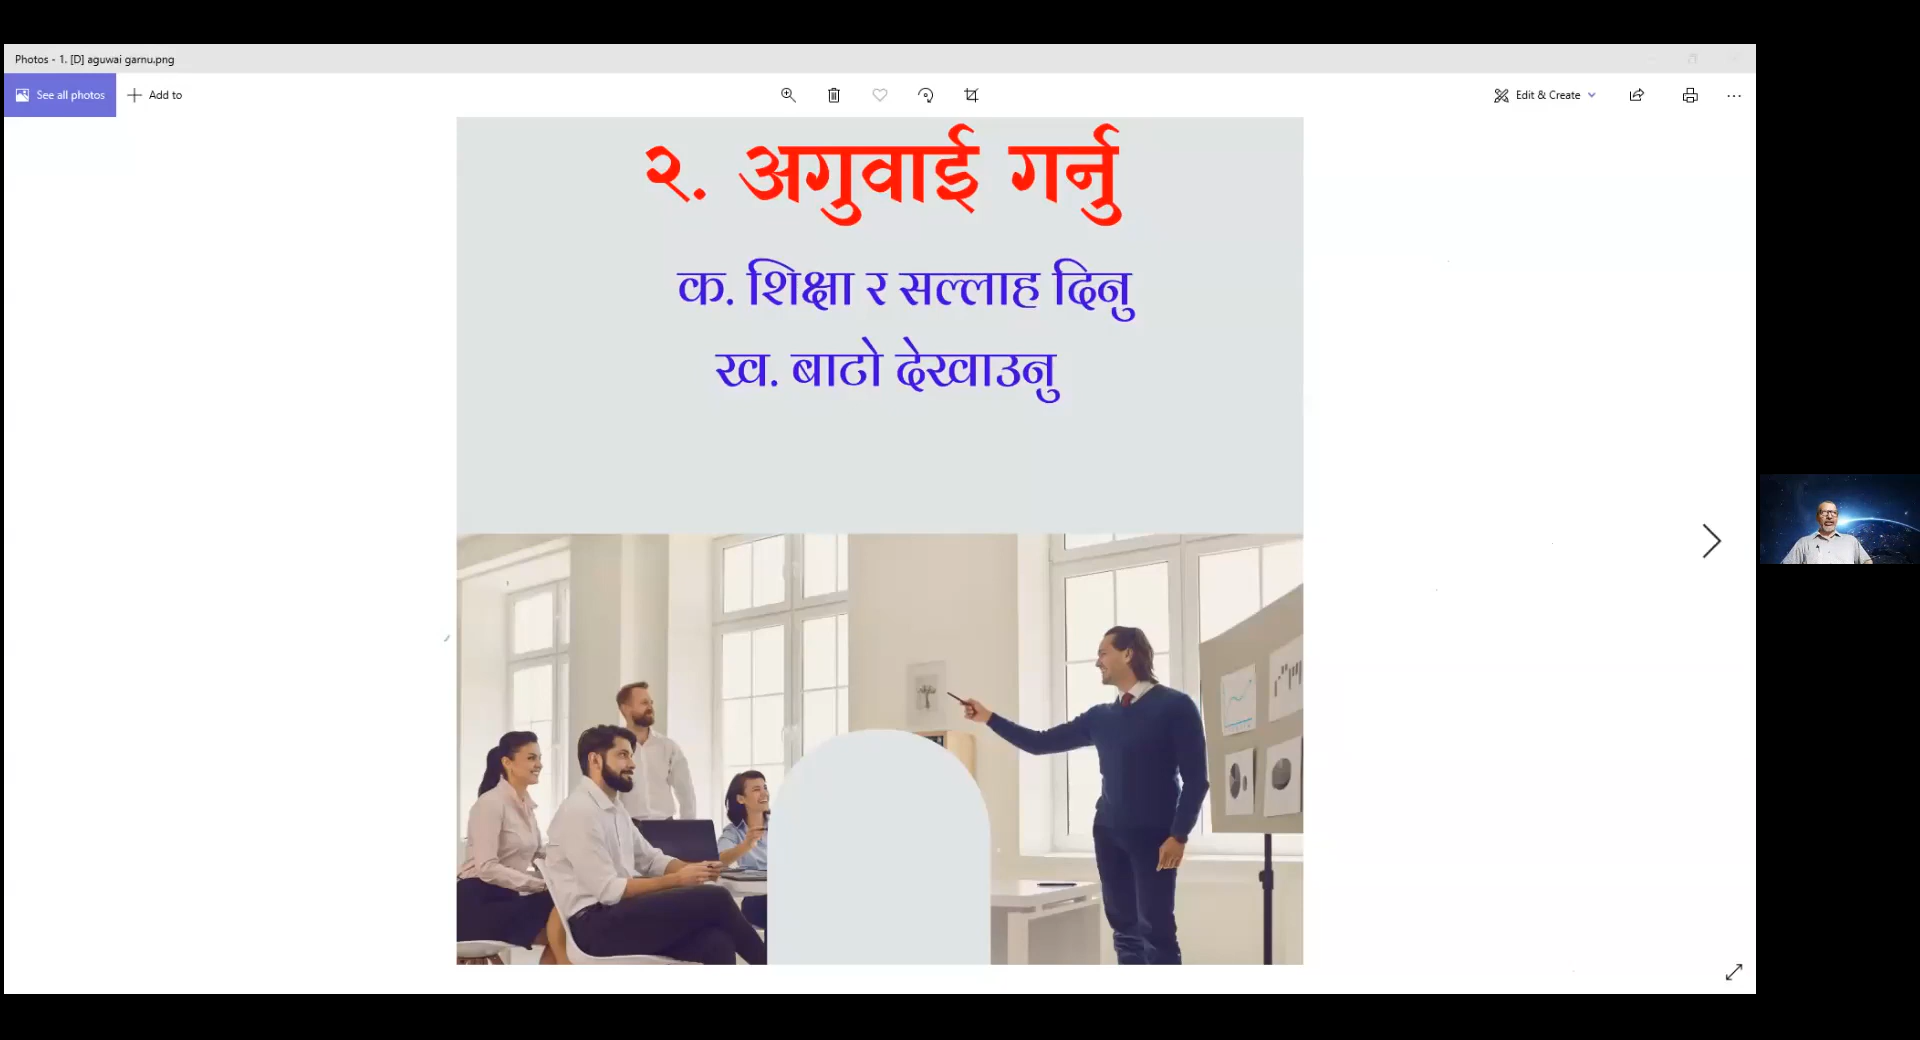 Photos - 1. [D] aguwai garnu.png
See all photos
Add to
Edit & Create
२. अगुवाई गर्नु
क. शिक्षा र सल्लाह दिनु
ख. बाटो देखाउनु